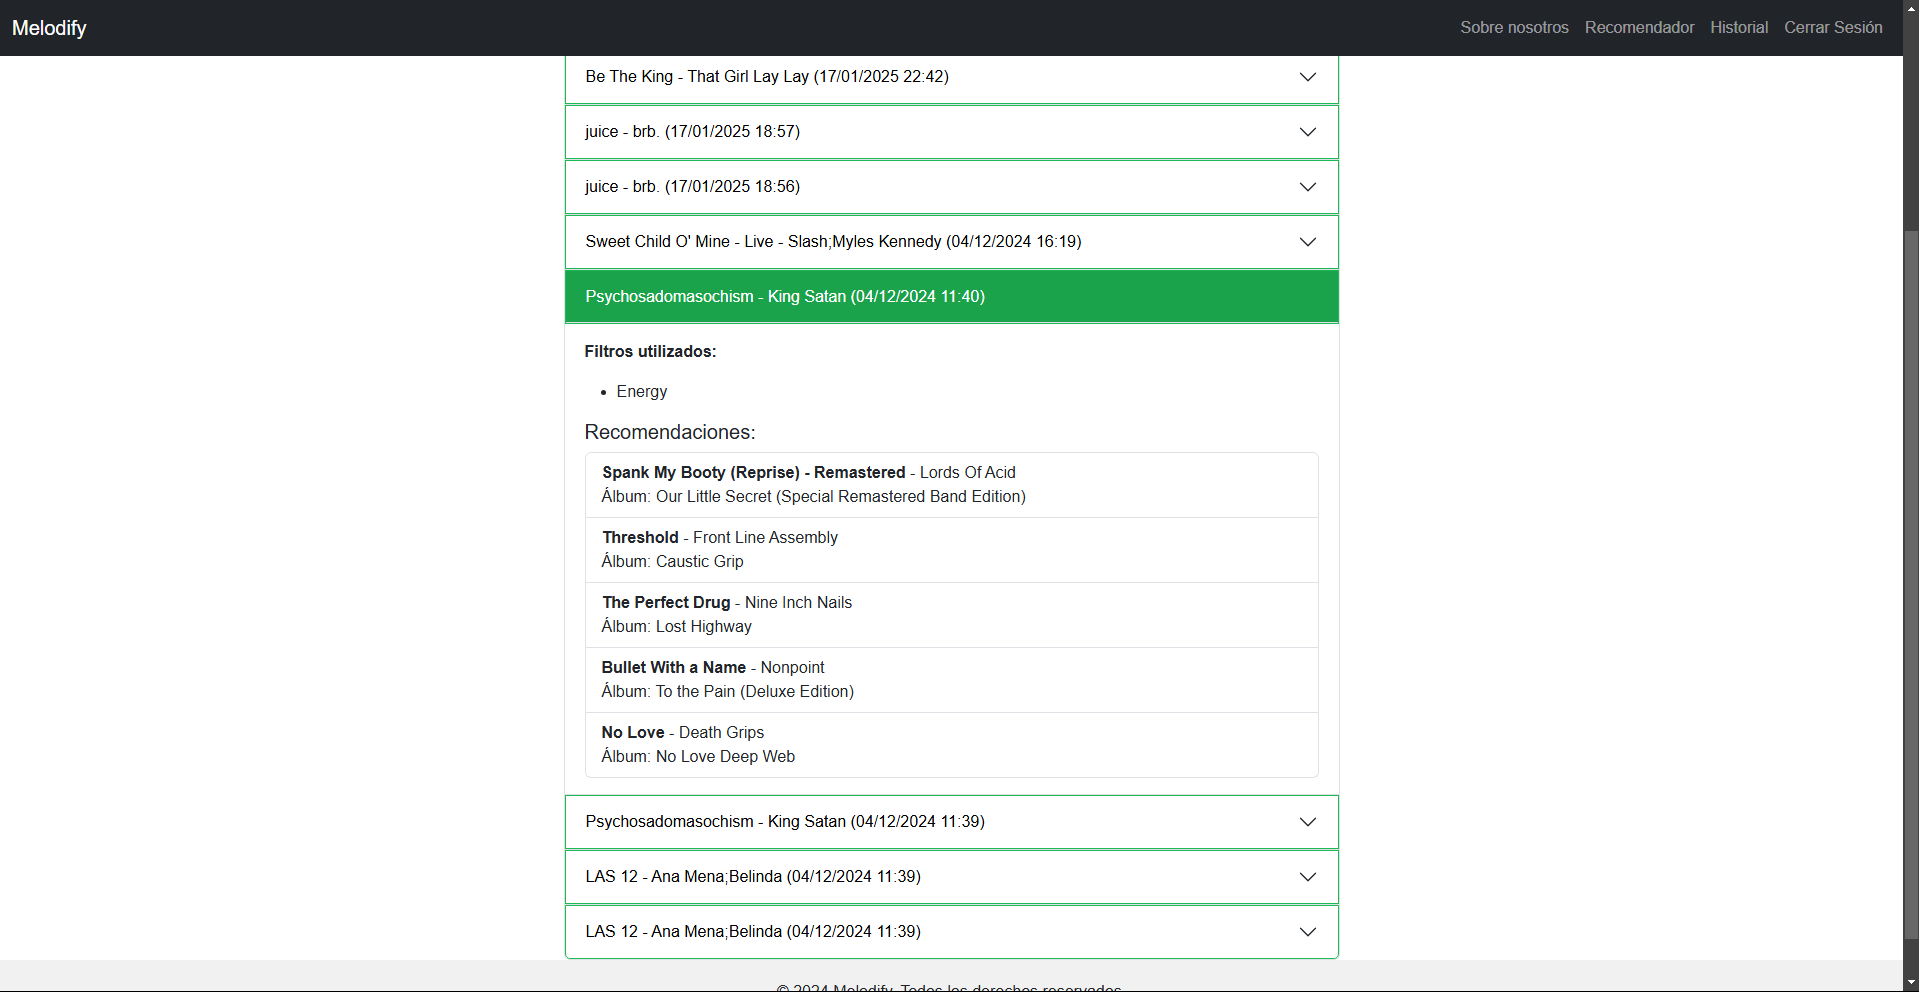 Melodify
Sobre nosotros Recomendador Historial Cerrar Sesión
Be The King - That Girl Lay Lay (17/01/2025 22:42)
juice - brb. (17/01/2025 18:57)
juice - brb. (17/01/2025 18:56)
Sweet Child O' Mine - Live - Slash;Myles Kennedy (04/12/2024 16:19)
Psychosadomasochism - King Satan (04/12/2024 11:40)
Filtros utilizados:
• Energy
Recomendaciones:
Spank My Booty (Reprise) - Remastered - Lords Of Acid
Álbum: Our Little Secret (Special Remastered Band Edition)
Threshold - Front Line Assembly
Álbum: Caustic Grip
The Perfect Drug - Nine Inch Nails
Álbum: Lost Highway
Bullet With a Name - Nonpoint
Álbum: To the Pain (Deluxe Edition)
No Love - Death Grips
Álbum: No Love Deep Web
Psychosadomasochism - King Satan (04/12/2024 11:39)
LAS 12 - Ana Mena;Belinda (04/12/2024 11:39)
LAS 12 - Ana Mena;Belinda (04/12/2024 11:39)
© 2024 Melodify. Todos los derechos reservados.